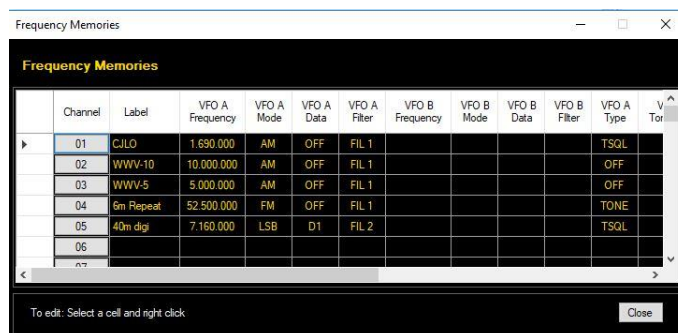 Frequency Memories
Frequency Memories
Channel Label VFO A Frequency VFO A Mode VFO A Data VFO A Filter VFO B Frequency VFO B Mode VFO B Data VFO B Filter VFO A Type
01 CJLO 1.690.000 AM OFF FIL 1 TSQL
02 WWV-10 10.000.000 AM OFF FIL 1 OFF
03 WWV-5 5.000.000 AM OFF FIL 1 OFF
04 6m Repeat 52.500.000 FM OFF FIL 1 TONE
05 40m digi 7.160.000 LSB D1 FIL 2 TSQL
06
To edit: Select a cell and right click
Close